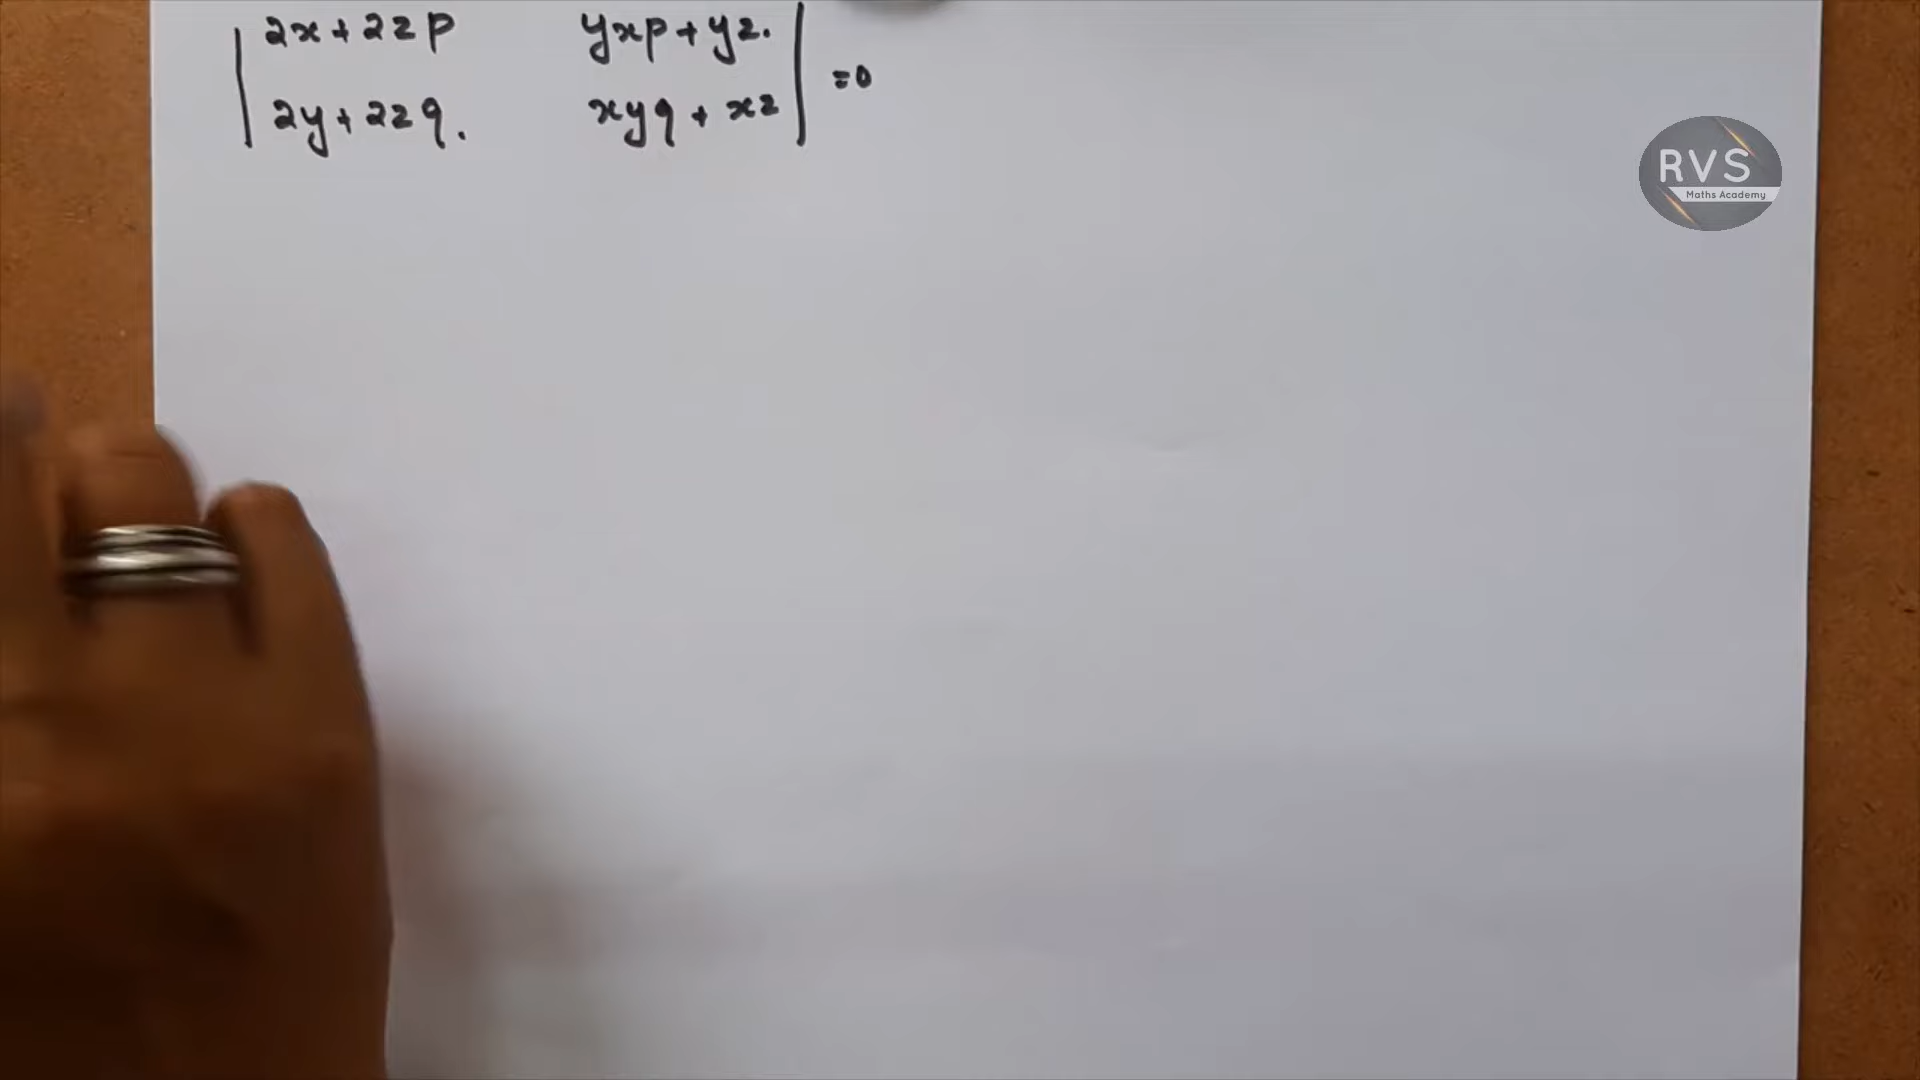 | 2x + 2zp    yxp + yz. |
| 2y + 2zq.    xyq + xz | = 0
RVS
Maths Academy